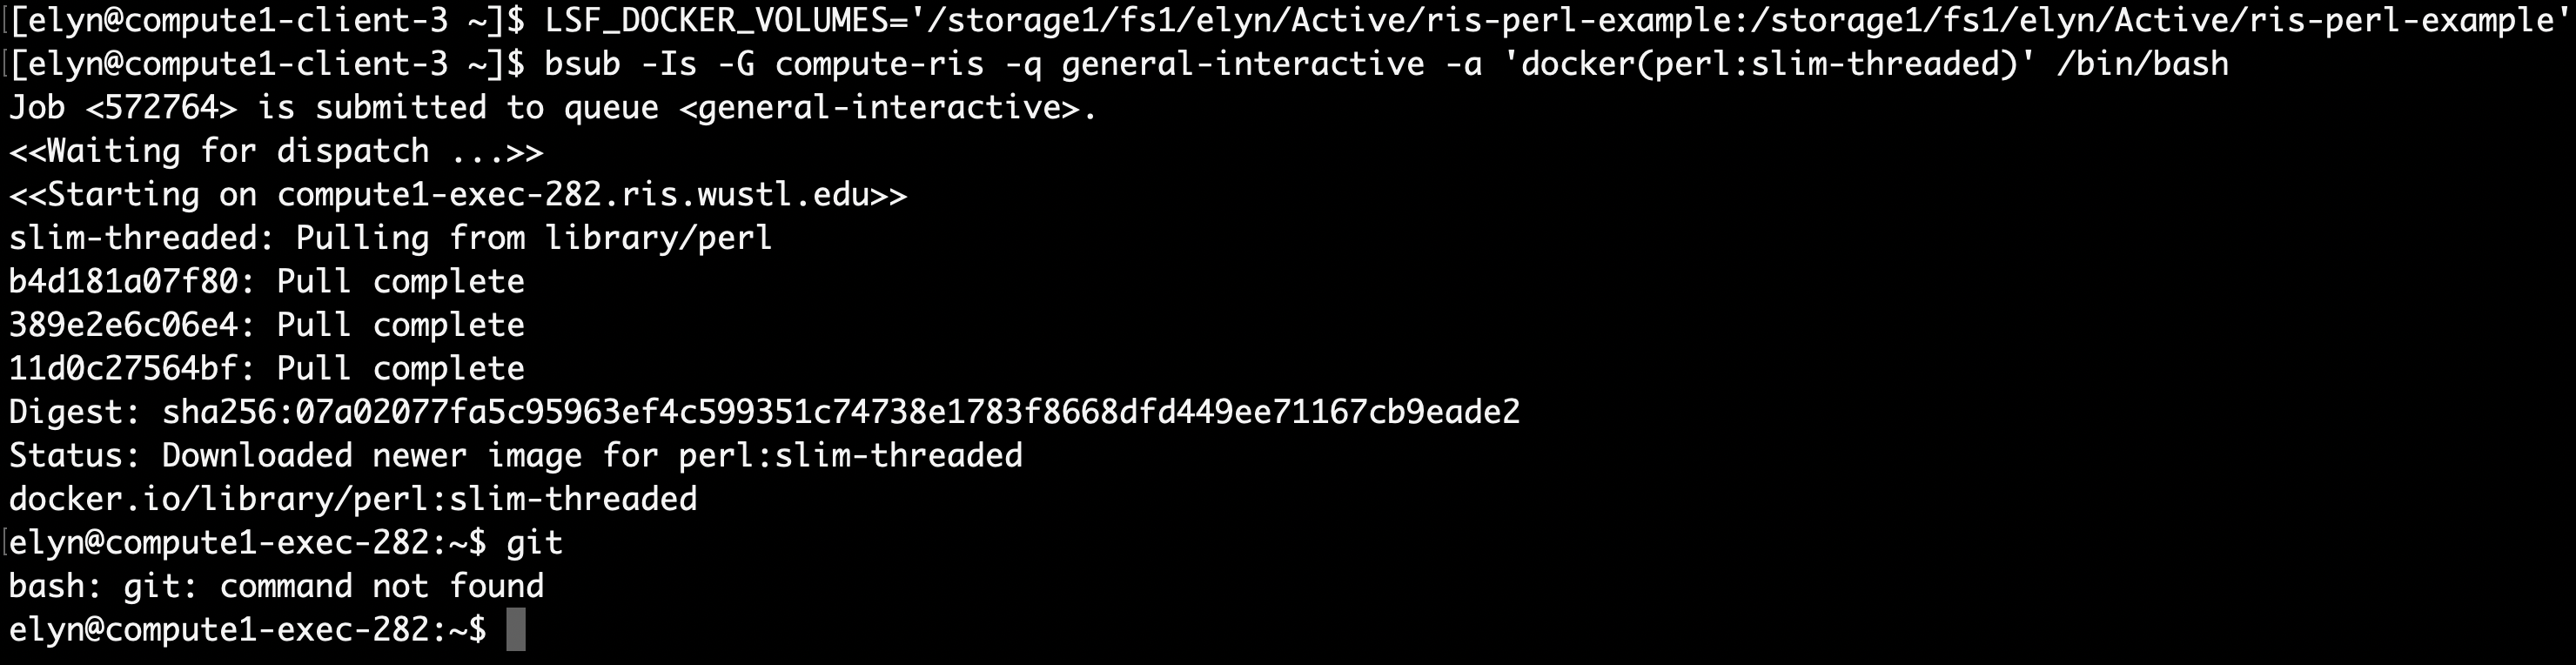 [elyn@compute1-client-3 ~]$ LSF_DOCKER_VOLUMES='/storage1/fs1/elyn/Active/ris-perl-example:/storage1/fs1/elyn/Active/ris-perl-example'
[elyn@compute1-client-3 ~]$ bsub -Is -G compute-ris -q general-interactive -a 'docker(perl:slim-threaded)' /bin/bash
Job <572764> is submitted to queue <general-interactive>.
<<Waiting for dispatch ...>>
<<Starting on compute1-exec-282.ris.wustl.edu>>
slim-threaded: Pulling from library/perl
b4d181a07f80: Pull complete
389e2e6c06e4: Pull complete
11d0c27564bf: Pull complete
Digest: sha256:07a02077fa5c95963ef4c599351c74738e1783f8668dfd449ee71167cb9eade2
Status: Downloaded newer image for perl:slim-threaded
docker.io/library/perl:slim-threaded
elyn@compute1-exec-282:~$ git
bash: git: command not found
elyn@compute1-exec-282:~$